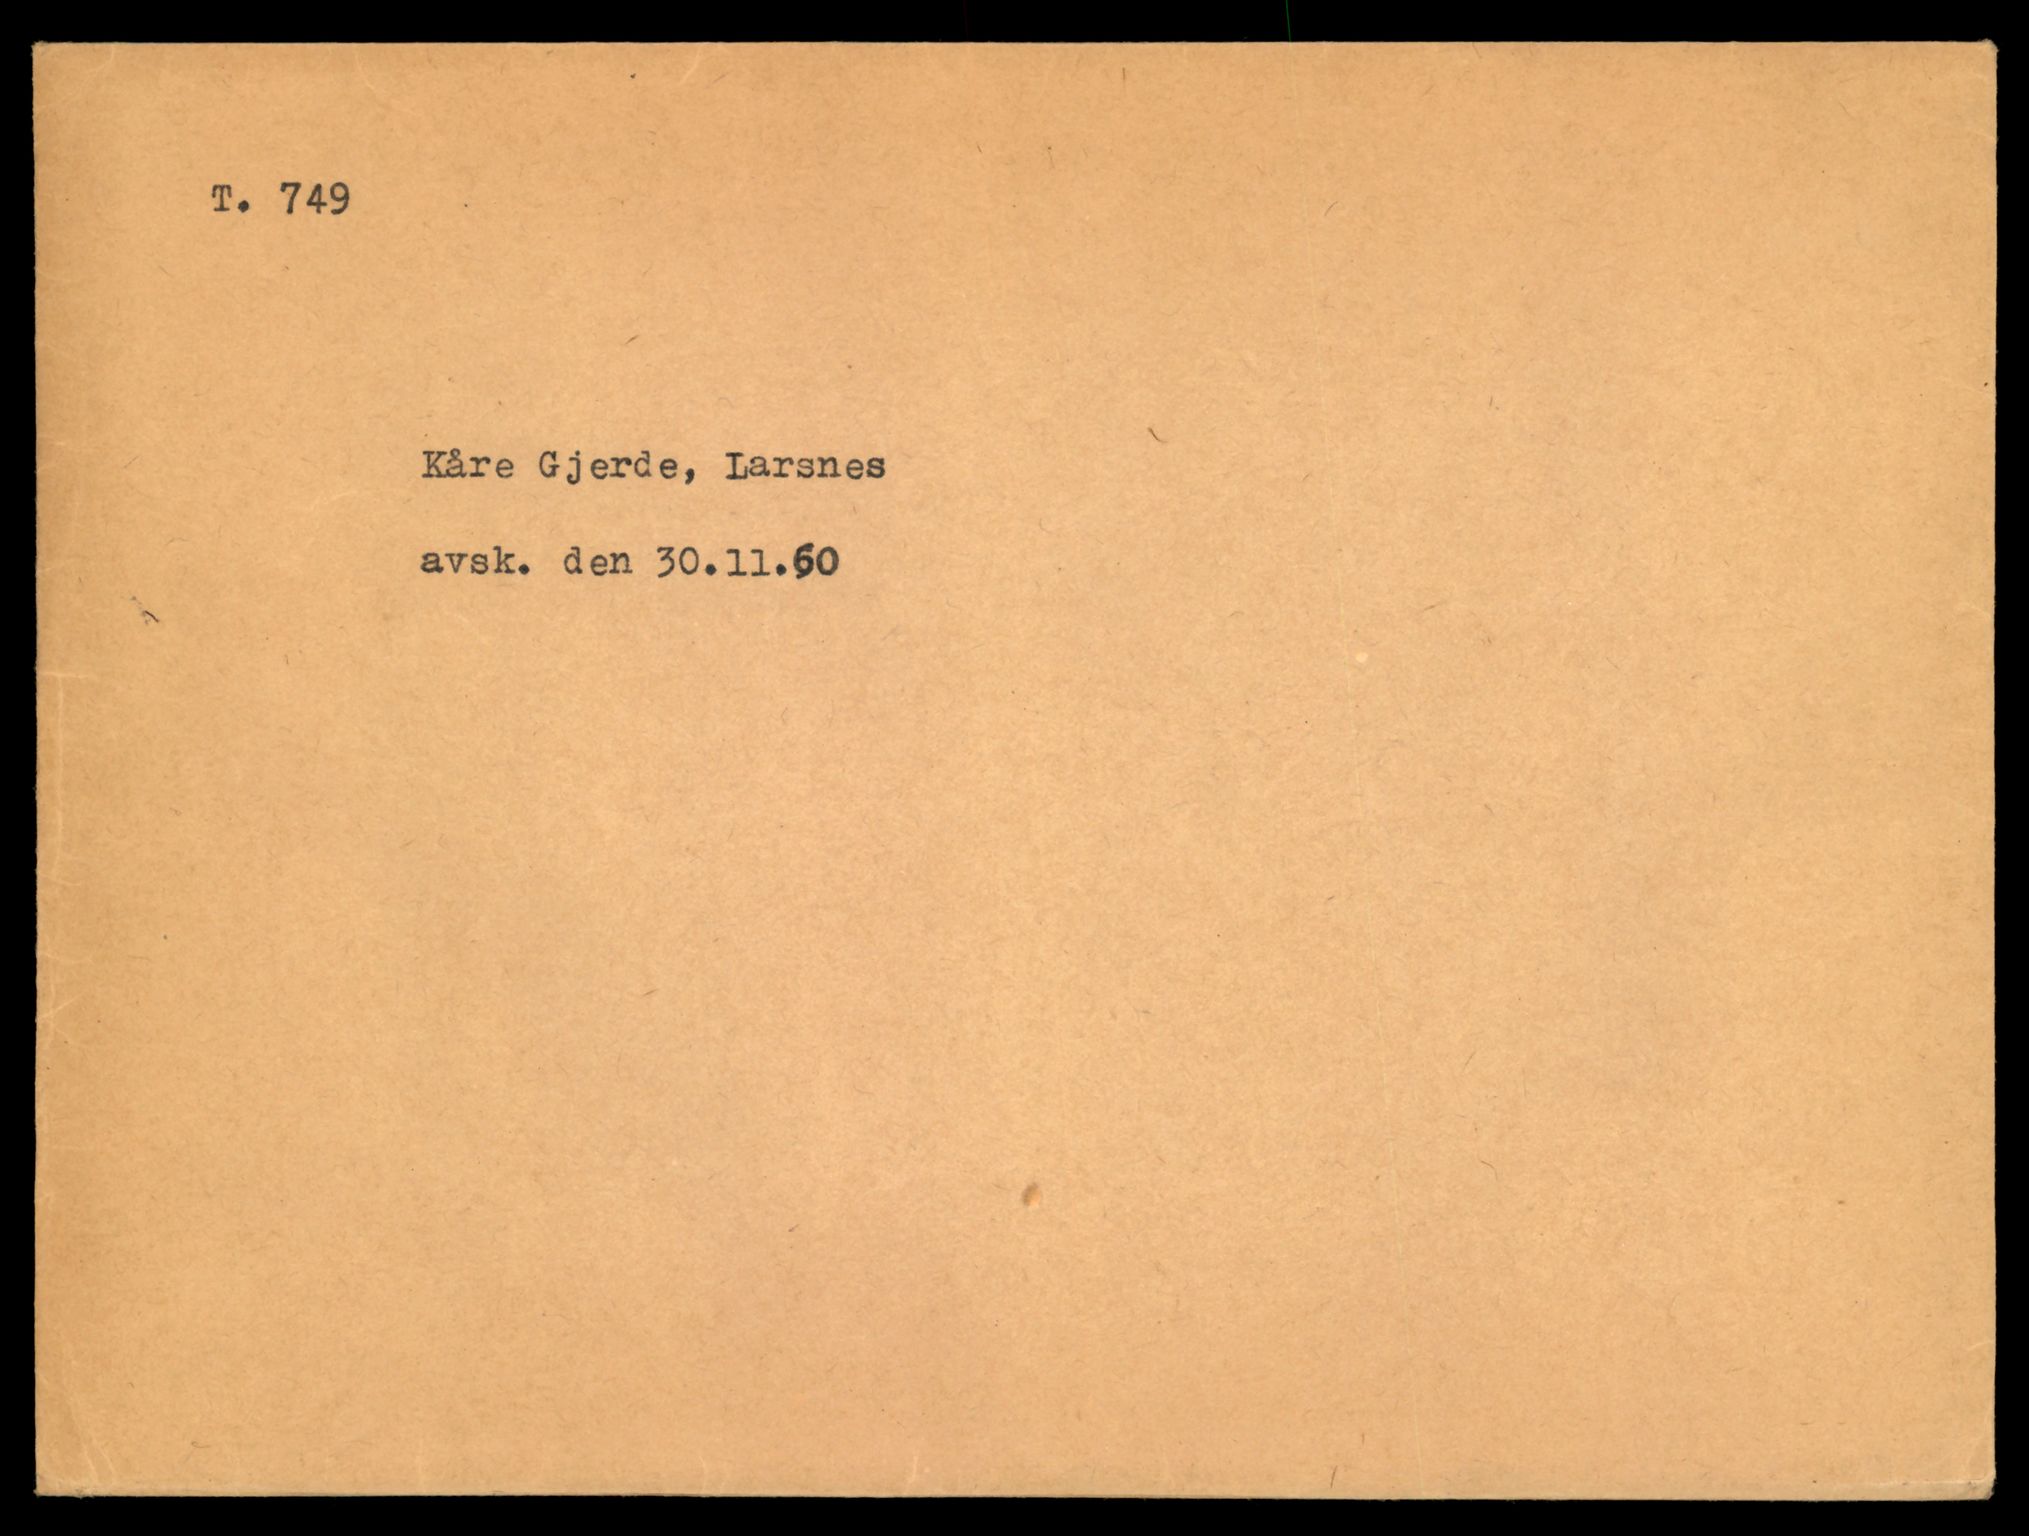 T. 749
Kåre Gjerde, Larsnes
avsk. den 30.11.60